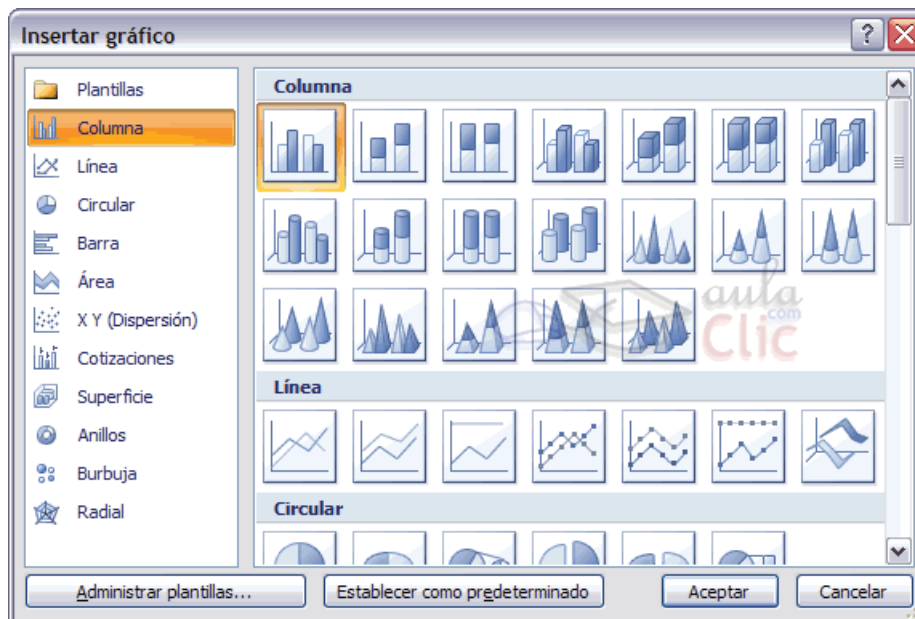 Insertar gráfico
Plantillas
Columna
Línea
Circular
Barra
Área
X Y (Dispersión)
Cotizaciones
Superficie
Anillos
Burbuja
Radial
Columna
aula
.com
Clic
Línea
Circular
Administrar plantillas...
Establecer como predeterminado
Aceptar
Cancelar